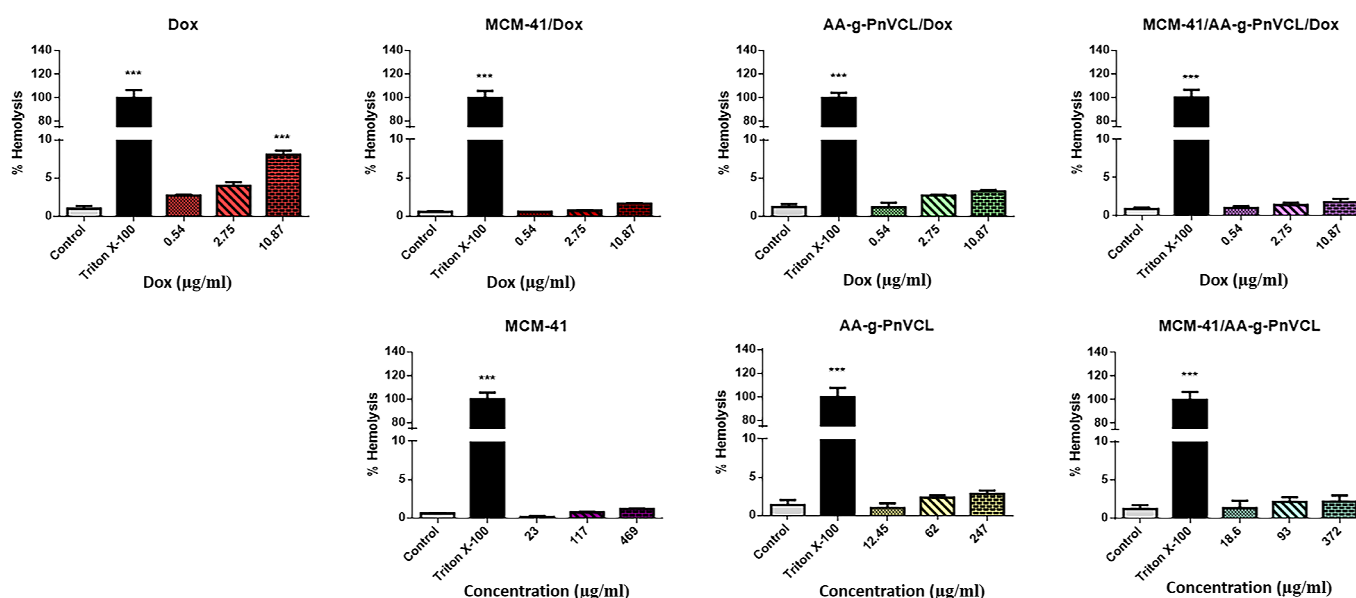 Dox
% Hemolysis
140
120
100
80
10
5
0
***
***
Control
Triton X-100
0.54
2.75
10.87
Dox (µg/ml)
MCM-41/Dox
% Hemolysis
140
120
100
80
10
5
0
***
Control
Triton X-100
0.54
2.75
10.87
Dox (µg/ml)
AA-g-PnVCL/Dox
% Hemolysis
140
120
100
80
10
5
0
***
Control
Triton X-100
0.54
2.75
10.87
Dox (µg/ml)
MCM-41/AA-g-PnVCL/Dox
% Hemolysis
140
120
100
80
10
5
0
***
Control
Triton X-100
0.54
2.75
10.87
Dox (µg/ml)
MCM-41
% Hemolysis
140
120
100
80
10
5
0
***
Control
Triton X-100
23
117
469
Concentration (µg/ml)
AA-g-PnVCL
% Hemolysis
140
120
100
80
10
5
0
***
Control
Triton X-100
12.45
62
247
Concentration (µg/ml)
MCM-41/AA-g-PnVCL
% Hemolysis
140
120
100
80
10
5
0
***
Control
Triton X-100
18.6
93
372
Concentration (µg/ml)